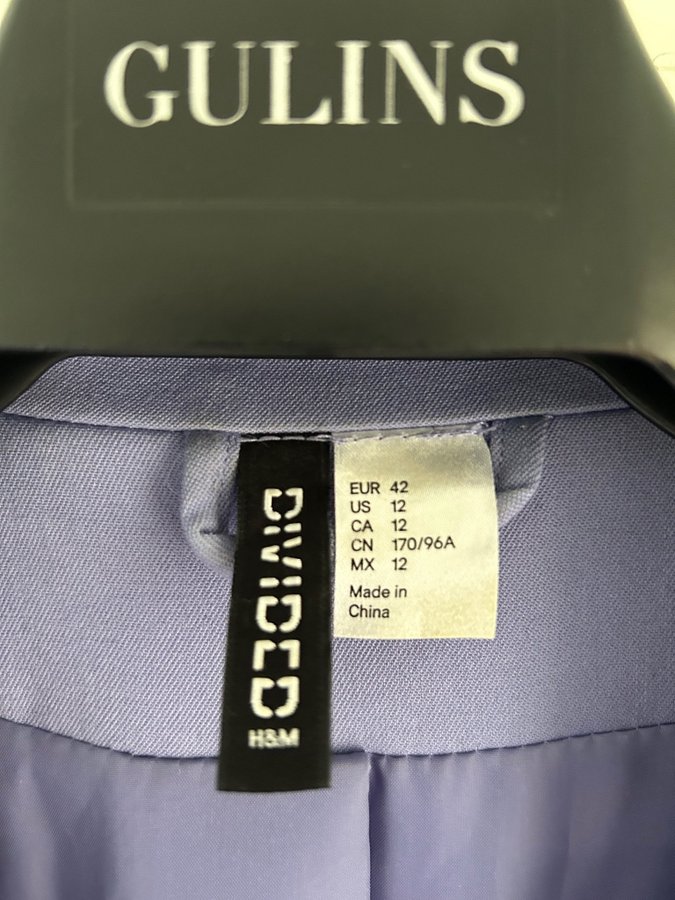 GULINS
DIVIDED
H&M
EUR 42
US 12
CA 12
CN 170/96A
MX 12
Made in
China